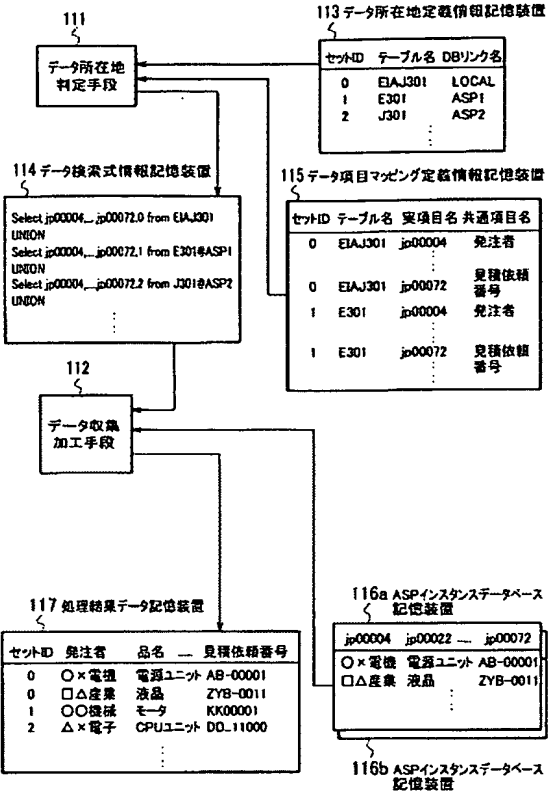 111
データ所在地
判定手段
113 データ所在地定義情報記憶装置
セットID テーブル名 DBリンク名
0 EIAJ301 LOCAL
1 E301 ASP1
2 J301 ASP2
114 データ検索式情報記憶装置
Select jp00004,...jp00072,0 from EIAJ301
UNION
Select jp00004,...jp00072,1 from E301@ASP1
UNION
Select jp00004,...jp00072,2 from J301@ASP2
UNION
115 データ項目マッピング定義情報記憶装置
セットID テーブル名 実項目名 共通項目名
0 EIAJ301 jp00004 発注者
0 EIAJ301 jp00072 見積依頼
番号
1 E301 jp00004 発注者
1 E301 jp00072 見積依頼
番号
112
データ収集
加工手段
117 処理結果データ記憶装置
セットID 発注者 品名 ... 見積依頼番号
0 ○×電機 電源ユニット AB-00001
0 □△産業 液晶 ZYB-0011
1 ○○機械 モータ KK00001
2 △×電子 CPUユニット DD_11000
116a ASPインスタンスデータベース
記憶装置
jp00004 jp00022 ... jp00072
○×電機 電源ユニット AB-00001
□△産業 液晶 ZYB-0011
116b ASPインスタンスデータベース
記憶装置